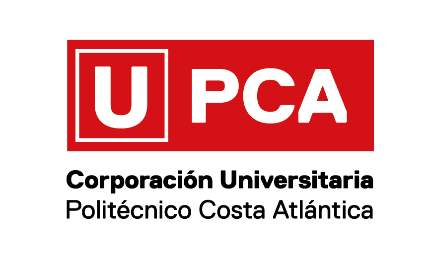 U PCA
Corporación Universitaria
Politécnico Costa Atlántica